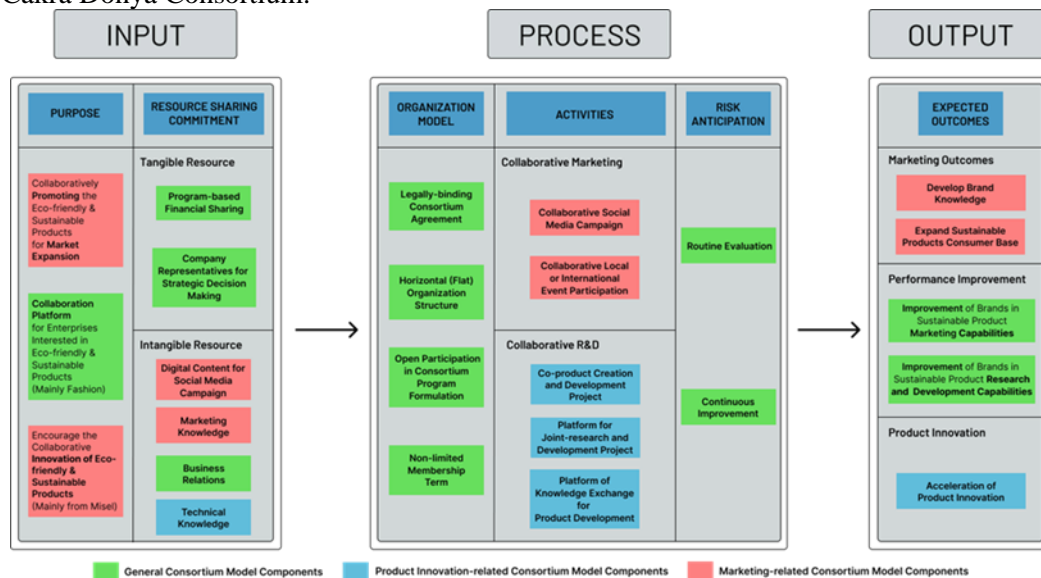 Cakra Donya Consortium.
INPUT
PROCESS
OUTPUT
PURPOSE
RESOURCE SHARING
COMMITMENT
Collaboratively
Promoting the
Eco-friendly &
Sustainable
Products
for Market
Expansion
Collaboration
Platform
for Enterprises
Interested in
Eco-friendly &
Sustainable
Products
(Mainly Fashion)
Encourage the
Collaborative
Innovation of Eco-
friendly &
Sustainable
Products
(Mainly from Misel)
Tangible Resource
Program-based
Financial Sharing
Company
Representatives for
Strategic Decision
Making
Intangible Resource
Digital Content for
Social Media
Campaign
Marketing
Knowledge
Business
Relations
Technical
Knowledge
ORGANIZATION
MODEL
ACTIVITIES
RISK
ANTICIPATION
Legally-binding
Consortium
Agreement
Horizontal (Flat)
Organization
Structure
Open Participation
in Consortium
Program
Formulation
Non-limited
Membership
Term
Collaborative Marketing
Collaborative Social
Media Campaign
Collaborative Local
or International
Event Participation
Collaborative R&D
Co-product Creation
and Development
Project
Platform for
Joint-research and
Development Project
Platform of
Knowledge Exchange
for
Product Development
Routine Evaluation
Continuous
Improvement
EXPECTED
OUTCOMES
Marketing Outcomes
Develop Brand
Knowledge
Expand Sustainable
Products Consumer Base
Performance Improvement
Improvement of Brands in
Sustainable Product
Marketing Capabilities
Improvement of Brands in
Sustainable Product Research
and Development Capabilities
Product Innovation
Acceleration of
Product Innovation
General Consortium Model Components
Product Innovation-related Consortium Model Components
Marketing-related Consortium Model Components